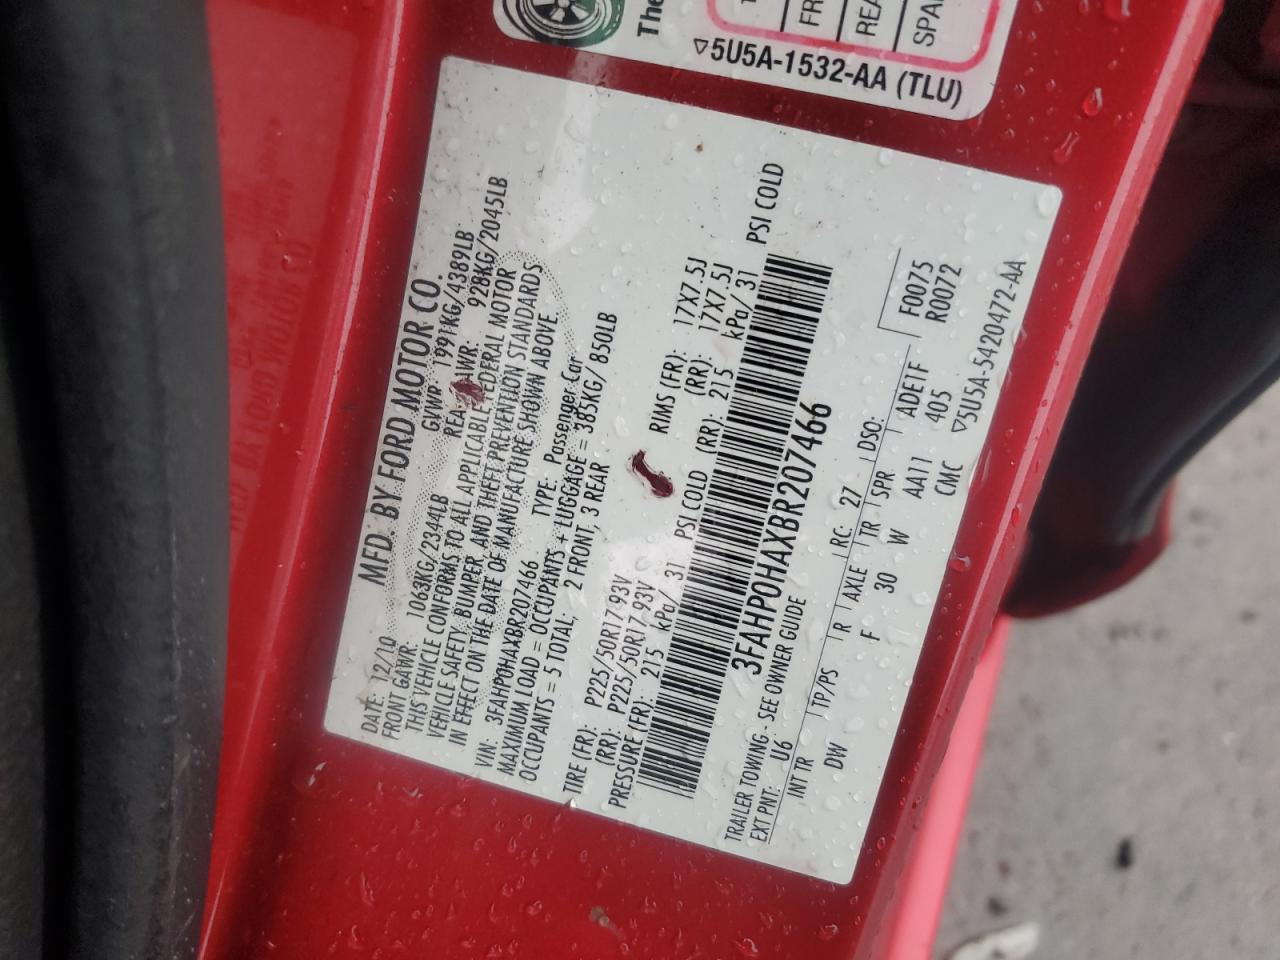 The
FR
REA
SPA
▽5U5A-1532-AA (TLU)
MFD. BY FORD MOTOR CO.
DATE: 12/10 GVWR: 1991KG/4389LB
FRONT GAWR: 1063KG/2344LB REAR GAWR: 928KG/2045LB
THIS VEHICLE CONFORMS TO ALL APPLICABLE FEDERAL MOTOR
VEHICLE SAFETY, BUMPER, AND THEFT PREVENTION STANDARDS
IN EFFECT ON THE DATE OF MANUFACTURE SHOWN ABOVE.
VIN: 3FAHP0HAXBR207466 TYPE: Passenger Car
MAXIMUM LOAD = OCCUPANTS + LUGGAGE = 385KG/ 850LB
OCCUPANTS = 5 TOTAL, 2 FRONT, 3 REAR
TIRE (FR): P225/50R17 93V RIMS (FR): 17X7.5J
(RR): P225/50R17 93V (RR): 17X7.5J
PRESSURE (FR): 215 kPa/ 31 PSI COLD (RR): 215 kPa/ 31 PSI COLD
3FAHP0HAXBR207466
TRAILER TOWING - SEE OWNER GUIDE
EXT PNT: U6 RC: 27 DSO: F0075
R0072
INT TR TP/PS R AXLE TR SPR ADE1F
DW F 30 W AA11 405
CMC ▽5U5A-5420472-AA